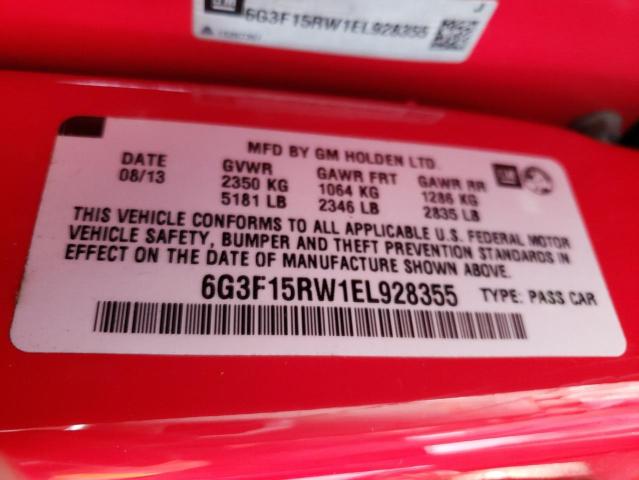 GM
J
6G3F15RW1EL928355
MFD BY GM HOLDEN LTD.
DATE GVWR GAWR FRT GAWR RR GM
08/13 2350 KG 1064 KG 1286 KG
5181 LB 2346 LB 2835 LB
THIS VEHICLE CONFORMS TO ALL APPLICABLE U.S. FEDERAL MOTOR
VEHICLE SAFETY, BUMPER AND THEFT PREVENTION STANDARDS IN
EFFECT ON THE DATE OF MANUFACTURE SHOWN ABOVE.
6G3F15RW1EL928355 TYPE: PASS CAR